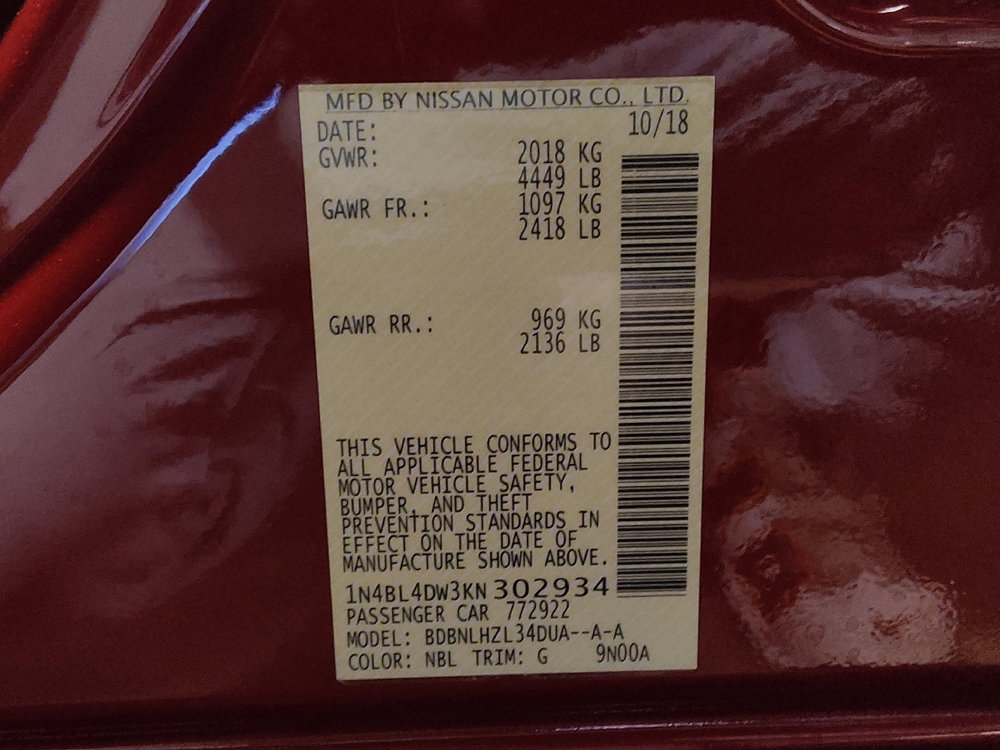 MFD BY NISSAN MOTOR CO., LTD.
DATE: 10/18
GVWR: 2018 KG
4449 LB
GAWR FR.: 1097 KG
2418 LB
GAWR RR.: 969 KG
2136 LB
THIS VEHICLE CONFORMS TO
ALL APPLICABLE FEDERAL
MOTOR VEHICLE SAFETY,
BUMPER, AND THEFT
PREVENTION STANDARDS IN
EFFECT ON THE DATE OF
MANUFACTURE SHOWN ABOVE.
1N4BL4DW3KN302934
PASSENGER CAR 772922
MODEL: BDBNLHZL34DUA--A-A
COLOR: NBL TRIM: G 9N00A